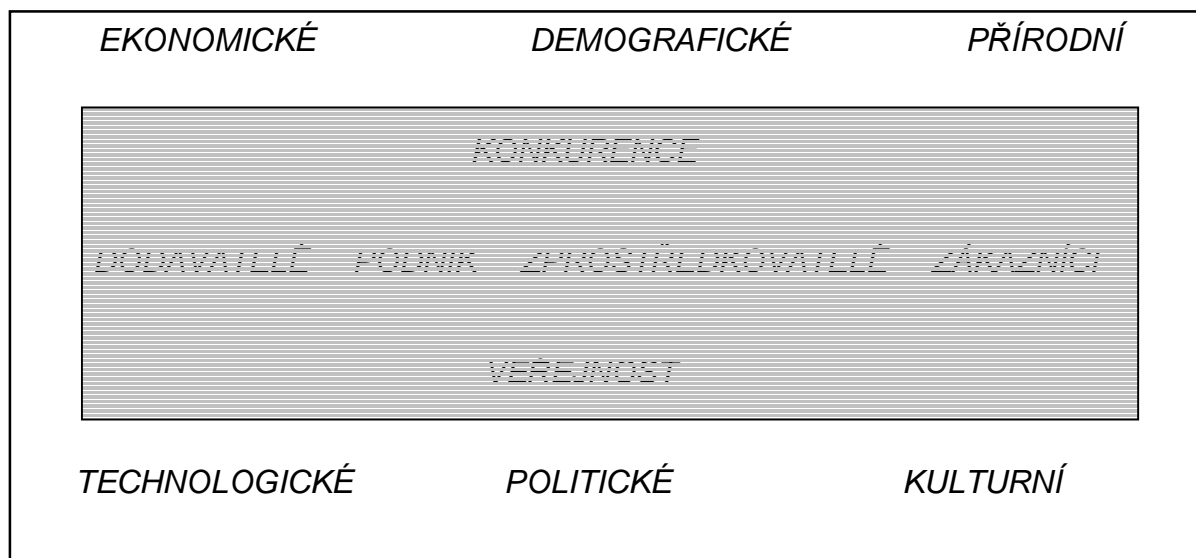 EKONOMICKÉ DEMOGRAFICKÉ PŘÍRODNÍ
KONKURENCE
DODAVATELÉ PODNIK ZPROSTŘEDKOVATELÉ ZÁKAZNÍCI
VEŘEJNOST
TECHNOLOGICKÉ POLITICKÉ KULTURNÍ